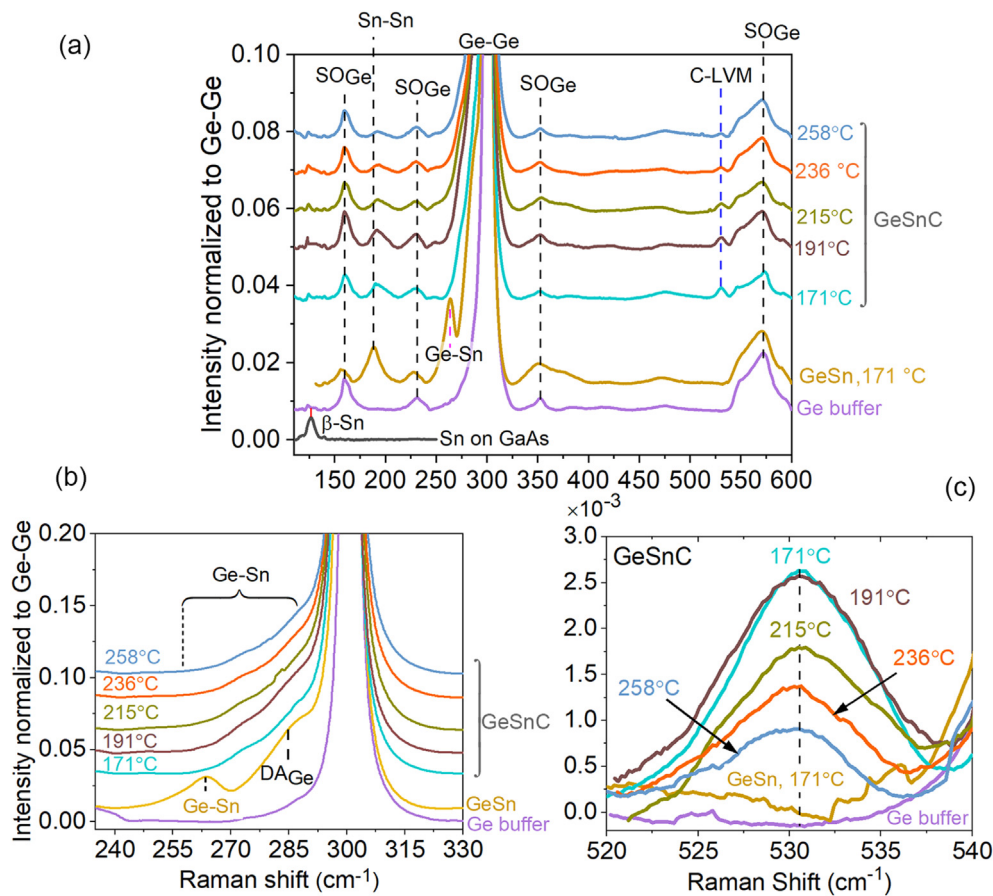 (a)
Sn-Sn
Ge-Ge
SOGe
SOGe
SOGe
SOGe
C-LVM
Intensity normalized to Ge-Ge
0.10
0.08
0.06
0.04
0.02
0.00
258°C
236 °C
215°C
191°C
171°C
GeSnC
GeSn,171 °C
Ge buffer
Ge-Sn
β-Sn
Sn on GaAs
150 200 250 300 350 400 450 500 550 600
(b)
Intensity normalized to Ge-Ge
0.20
0.15
0.10
0.05
0.00
Ge-Sn
258°C
236°C
215°C
191°C
171°C
GeSnC
Ge-Sn
DAGe
GeSn
Ge buffer
240 255 270 285 300 315 330
Raman shift (cm-1)
(c)
×10-3
GeSnC
3.0
2.5
2.0
1.5
1.0
0.5
0.0
171°C
191°C
215°C
236°C
258°C
GeSn, 171°C
Ge buffer
520 525 530 535 540
Raman Shift (cm-1)